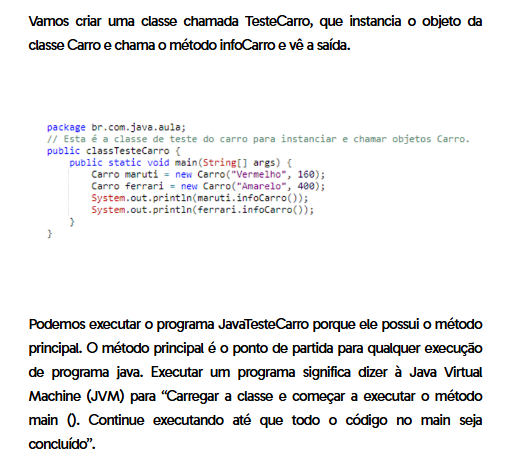 Vamos criar uma classe chamada TesteCarro, que instancia o objeto da
classe Carro e chama o método infoCarro e vê a saída.
package br.com.java.aula;
// Esta é a classe de teste do carro para instanciar e chamar objetos Carro.
public classTesteCarro {
public static void main(String[] args) {
Carro maruti = new Carro("Vermelho", 160);
Carro ferrari = new Carro("Amarelo", 400);
System.out.println(maruti.infoCarro());
System.out.println(ferrari.infoCarro());
}
}
Podemos executar o programa JavaTesteCarro porque ele possui o método
principal. O método principal é o ponto de partida para qualquer execução
de programa java. Executar um programa significa dizer à Java Virtual
Machine (JVM) para “Carregar a classe e começar a executar o método
main (). Continue executando até que todo o código no main seja
concluído”.